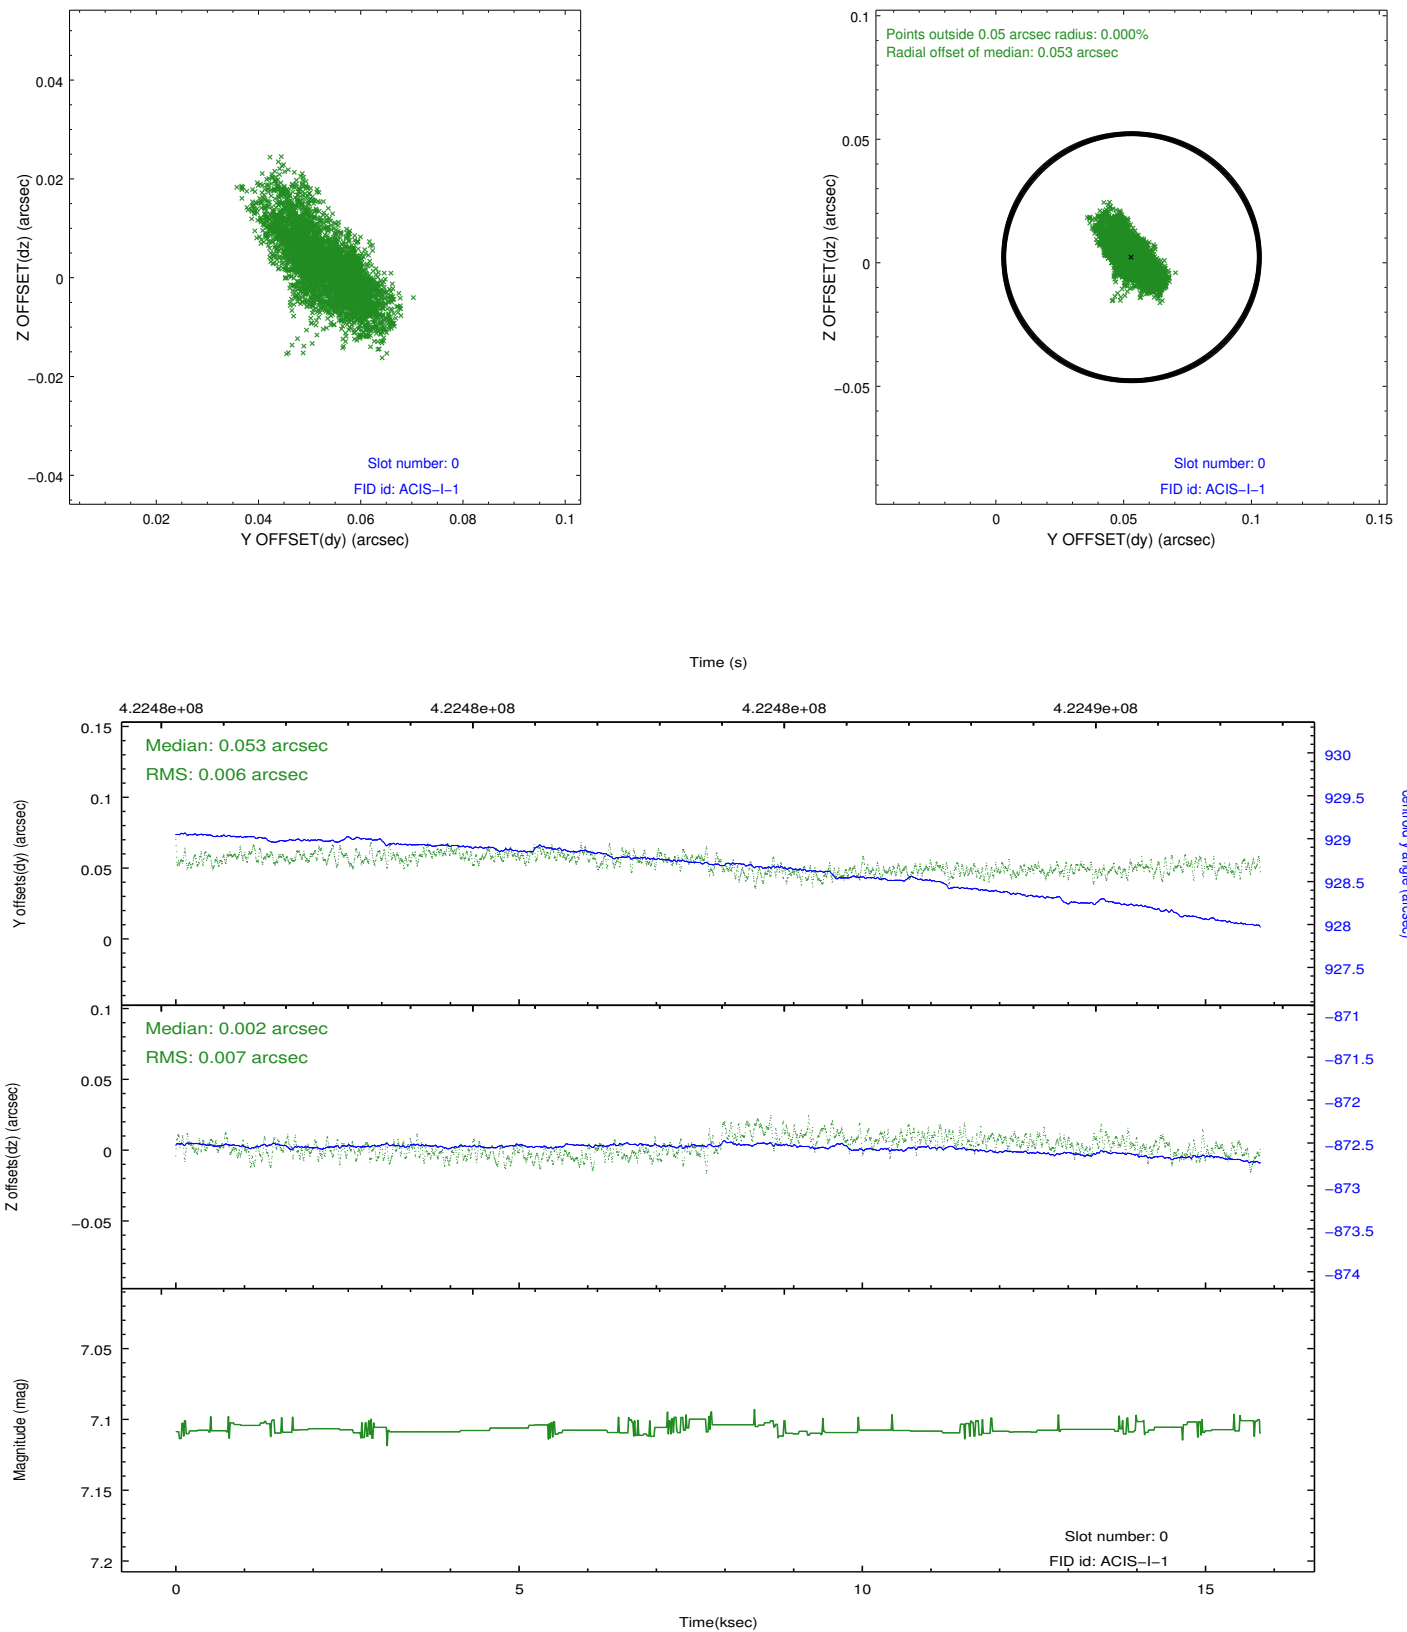 0.04
0.02
0
−0.02
−0.04
Z OFFSET(dz) (arcsec)
Slot number: 0
FID id: ACIS−I−1
0.02
0.04
0.06
0.08
0.1
Y OFFSET(dy) (arcsec)
Points outside 0.05 arcsec radius: 0.000%
Radial offset of median: 0.053 arcsec
0.1
0.05
0
−0.05
Z OFFSET(dz) (arcsec)
Slot number: 0
FID id: ACIS−I−1
0
0.05
0.1
0.15
Y OFFSET(dy) (arcsec)
Time (s)
4.2248e+08
4.2248e+08
4.2248e+08
4.2249e+08
Median: 0.053 arcsec
RMS: 0.006 arcsec
0.15
0.1
0.05
0
Y offsets(dy) (arcsec)
930
929.5
929
928.5
928
927.5
centroid y angle (arcsec)
Median: 0.002 arcsec
RMS: 0.007 arcsec
0.1
0.05
0
−0.05
Z offsets(dz) (arcsec)
−871
−871.5
−872
−872.5
−873
−873.5
−874
7.05
7.1
7.15
7.2
Magnitude (mag)
Slot number: 0
FID id: ACIS−I−1
0
5
10
15
Time(ksec)